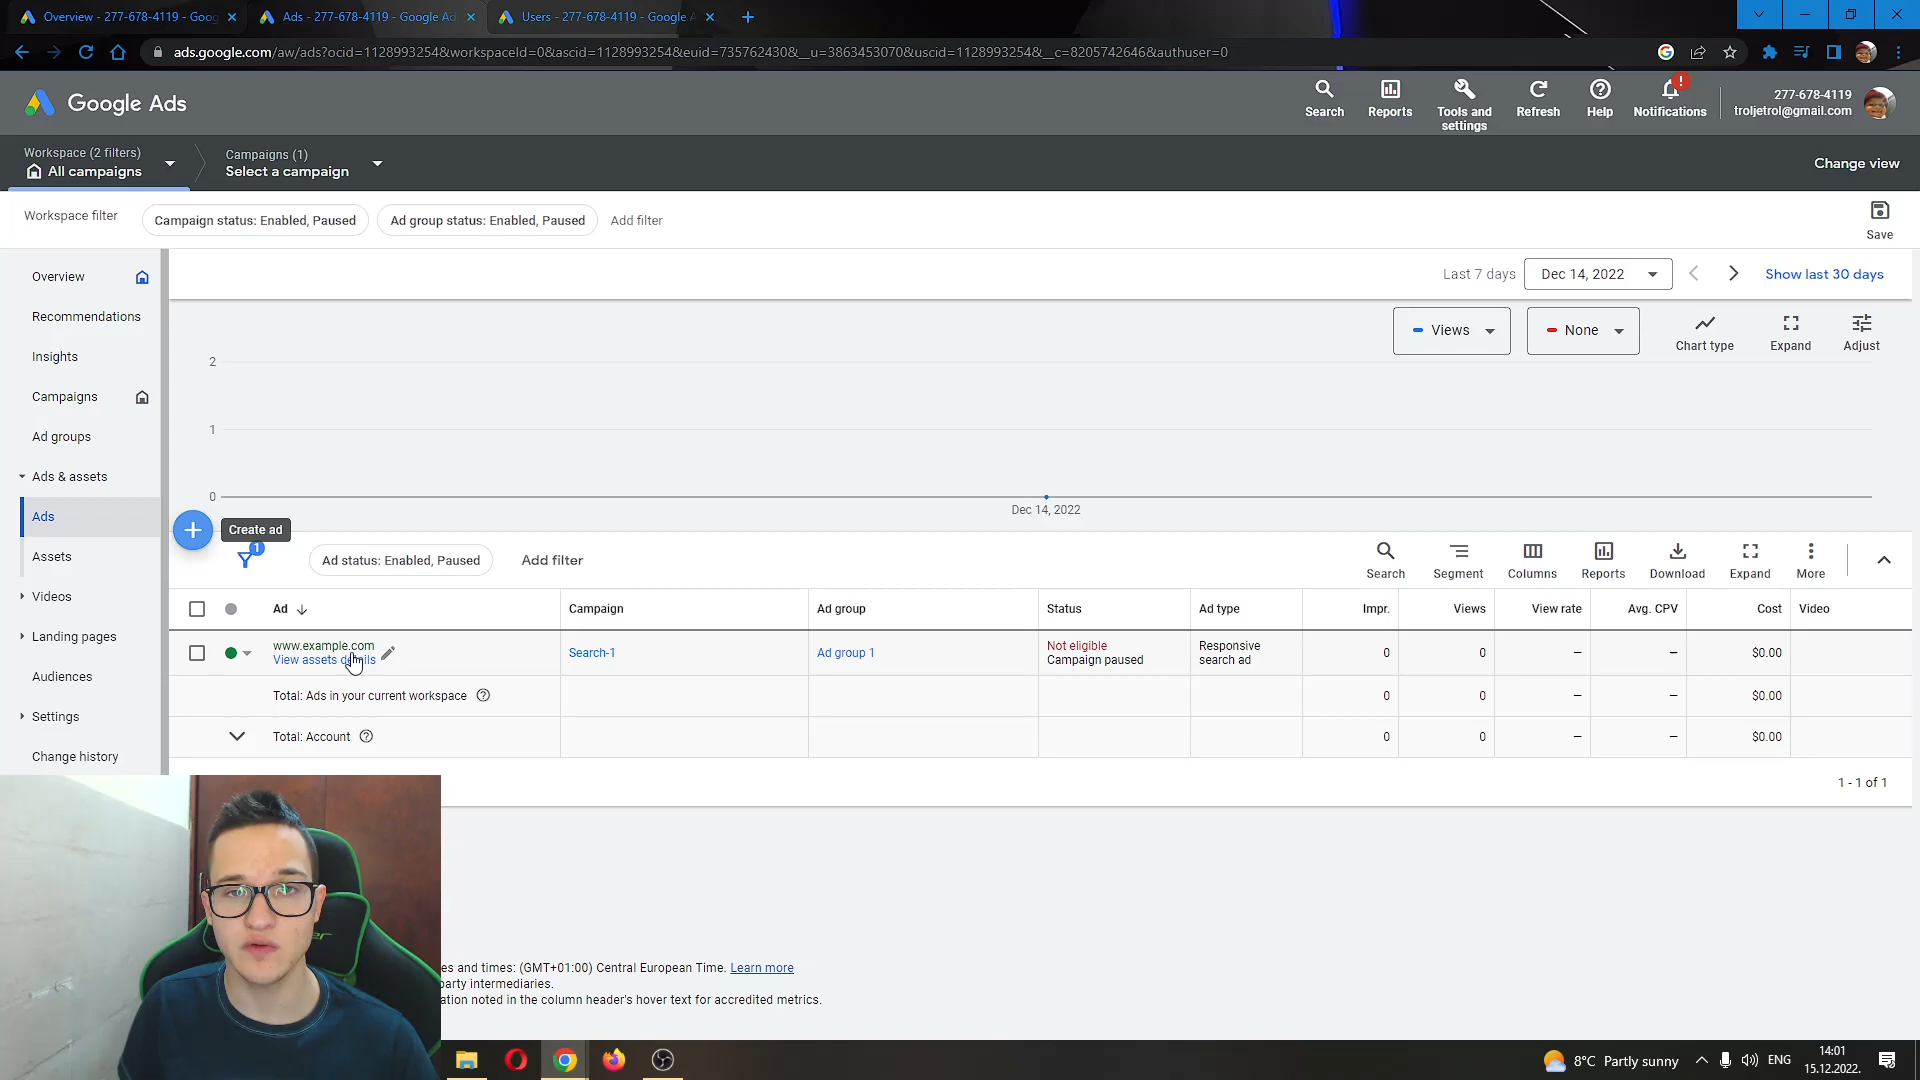 Overview - 277-678-4119 - Goog
Ads - 277-678-4119 - Google Ad
Users - 277-678-4119 - Google A
ads.google.com/aw/ads?ocid=1128993254&workspaceId=0&ascid=1128993254&euid=735762430&__u=3863453070&uscid=1128993254&__c=8205742646&authuser=0
Google Ads
Search
Reports
Tools and settings
Refresh
Help
Notifications
277-678-4119
troljetrol@gmail.com
Workspace (2 filters)
All campaigns
Campaigns (1)
Select a campaign
Change view
Workspace filter
Campaign status: Enabled, Paused
Ad group status: Enabled, Paused
Add filter
Save
Overview
Recommendations
Insights
Campaigns
Ad groups
Ads & assets
Ads
Assets
Videos
Landing pages
Audiences
Settings
Change history
Last 7 days
Dec 14, 2022
Show last 30 days
Views
None
Chart type
Expand
Adjust
2
1
0
Dec 14, 2022
Create ad
1
Ad status: Enabled, Paused
Add filter
Search
Segment
Columns
Reports
Download
Expand
More
Ad Campaign Ad group Status Ad type Impr. Views View rate Avg. CPV Cost Video
www.example.com
View assets details
Search-1
Ad group 1
Not eligible
Campaign paused
Responsive
search ad
0 0 – – $0.00
Total: Ads in your current workspace 0 0 – – $0.00
Total: Account 0 0 – – $0.00
1 - 1 of 1
es and times: (GMT+01:00) Central European Time. Learn more
party intermediaries.
ation noted in the column header's hover text for accredited metrics.
8°C Partly sunny
ENG
14:01
15.12.2022.